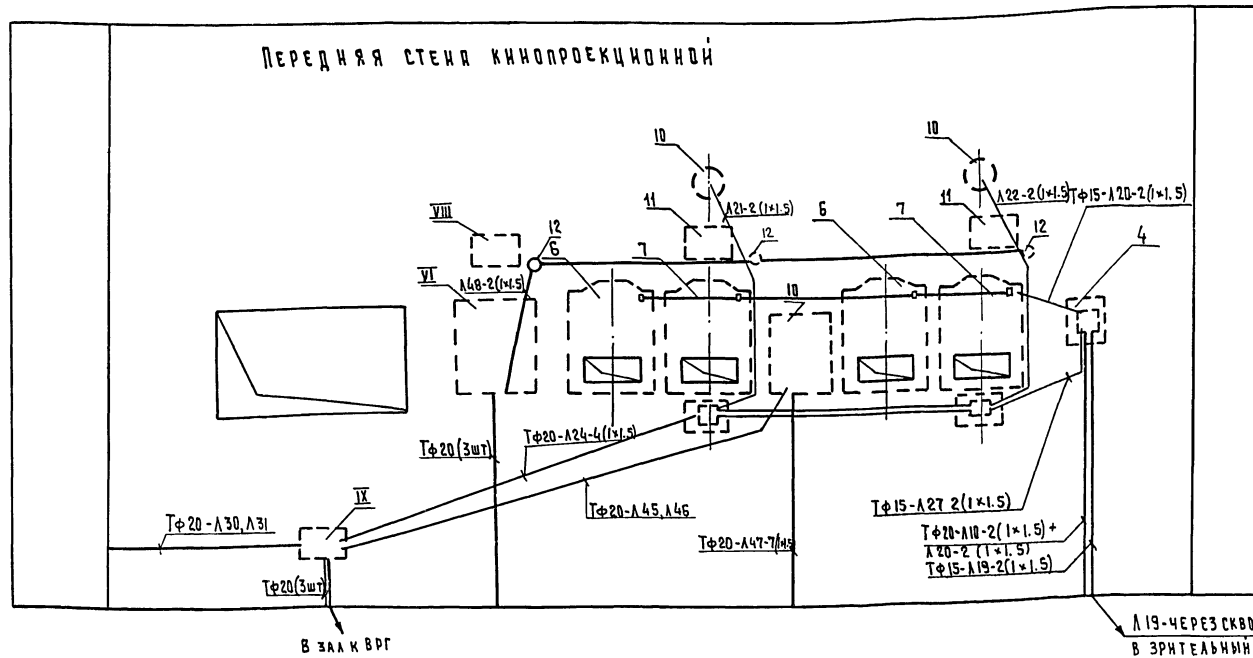 ПЕРЕДНЯЯ СТЕНА КИНОПРОЕКЦИОННОЙ
10
10
Л21-2(1×1.5)
Л22-2(1×1.5)
ТФ15-Л20-2(1×1.5)
VIII
11
6
11
12
6
7
12
7
12
4
VI
Л48-2(1×1.5)
10
ТФ20(3шт)
ТФ20-Л24-4(1×1.5)
IX
ТФ20-Л30,Л31
ТФ20-Л45,Л46
ТФ15-Л27 2(1×1.5)
ТФ20-Л47-7(1×1.5)
ТФ20-Л18-2(1×1.5)+
Л20-2(1×1.5)
ТФ15-Л19-2(1×1.5)
ТФ20(3шт)
В ЗАЛ К ВРГ
Л19-ЧЕРЕЗ СКВО
В ЗРИТЕЛЬНЫЙ